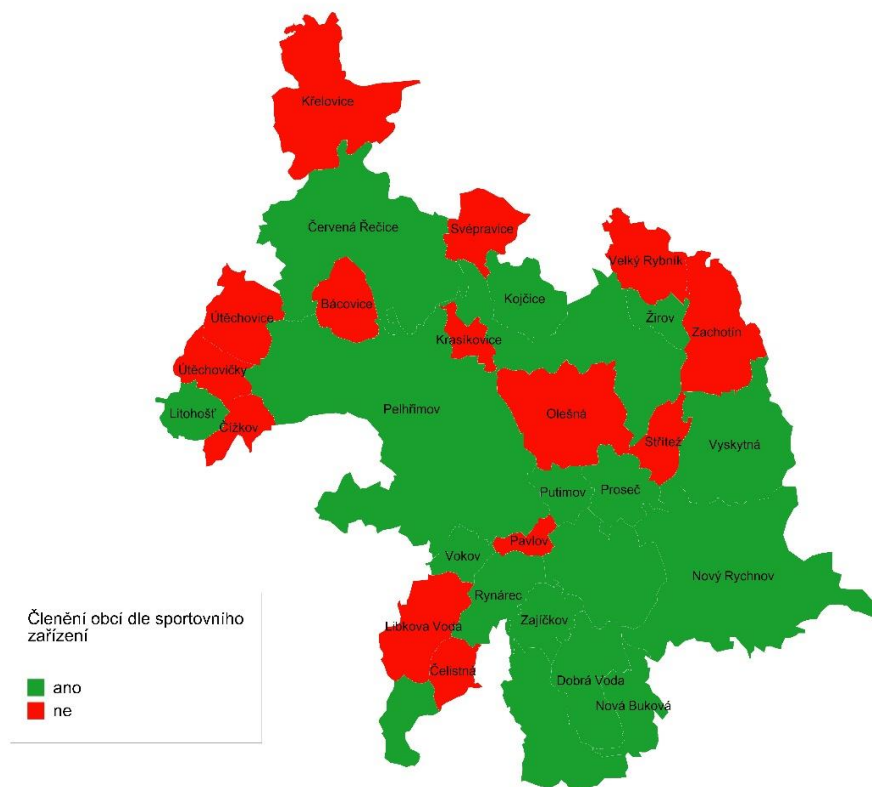 Křelovice
Červená Řečice
Svépravice
Velký Rybník
Kojčice
Bácovice
Útěchovice
Žirov
Zachotín
Krasíkovice
Útěchovičky
Pelhřimov
Litohošť
Olešná
Čížkov
Střítež
Vyskytná
Putimov
Proseč
Pavlov
Vokov
Nový Rychnov
Rynárec
Zajíčkov
Libkova Voda
Čelistná
Dobrá Voda
Nová Buková
Členění obcí dle sportovního
zařízení
ano
ne